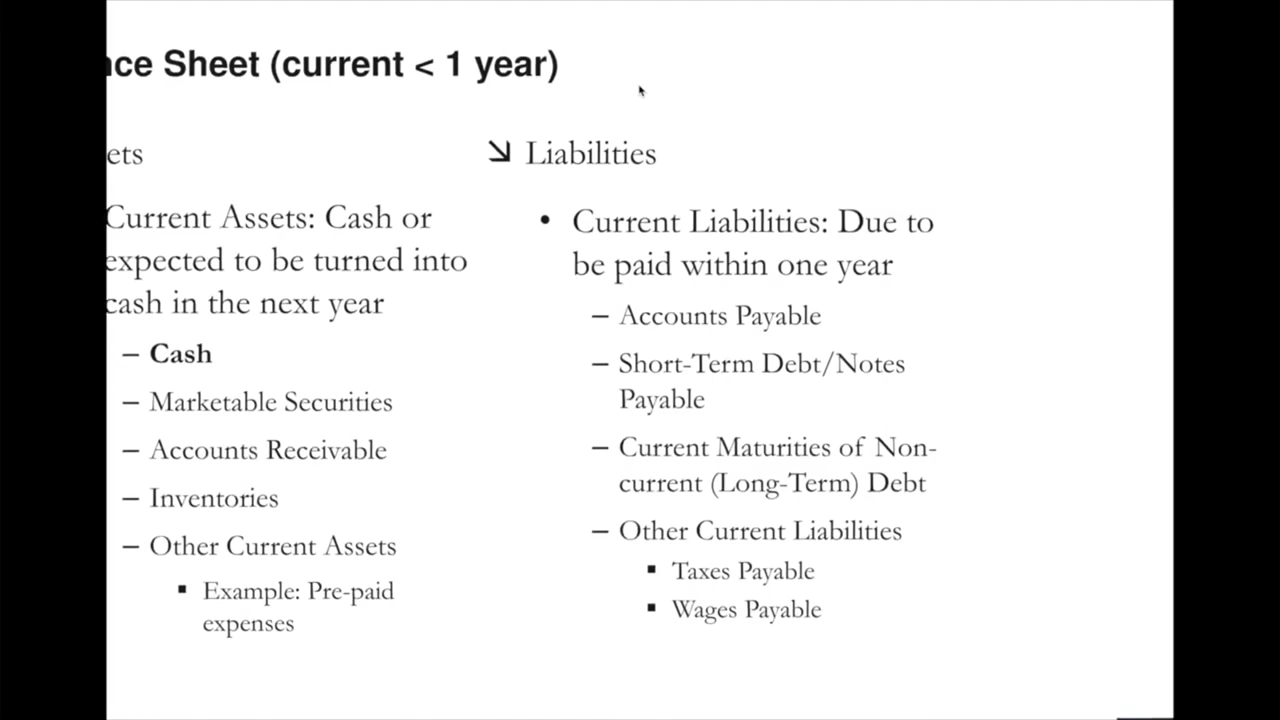 nce Sheet (current < 1 year)
ets
Current Assets: Cash or
expected to be turned into
cash in the next year
– Cash
– Marketable Securities
– Accounts Receivable
– Inventories
– Other Current Assets
▪ Example: Pre-paid
expenses
↘ Liabilities
• Current Liabilities: Due to
be paid within one year
– Accounts Payable
– Short-Term Debt/Notes
Payable
– Current Maturities of Non-
current (Long-Term) Debt
– Other Current Liabilities
▪ Taxes Payable
▪ Wages Payable